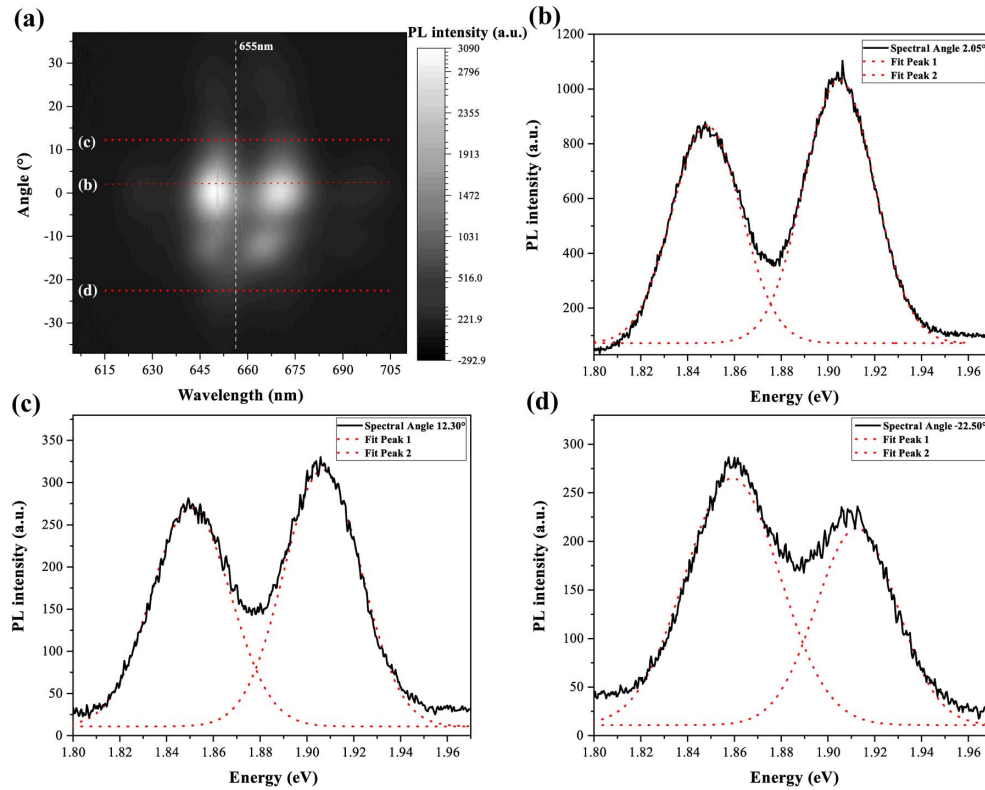 (a)
PL intensity (a.u.)
655nm
3090
2796
2355
1913
1472
1031
516.0
221.9
-292.9
30
20
10
0
-10
-20
-30
Angle (°)
(c)
(b)
(d)
615 630 645 660 675 690 705
Wavelength (nm)
(b)
Spectral Angle 2.05°
Fit Peak 1
Fit Peak 2
1200
1000
800
600
400
200
PL intensity (a.u.)
1.80 1.82 1.84 1.86 1.88 1.90 1.92 1.94 1.96
Energy (eV)
(c)
Spectral Angle 12.30°
Fit Peak 1
Fit Peak 2
350
300
250
200
150
100
50
0
PL intensity (a.u.)
1.80 1.82 1.84 1.86 1.88 1.90 1.92 1.94 1.96
Energy (eV)
(d)
Spectral Angle -22.50°
Fit Peak 1
Fit Peak 2
300
250
200
150
100
50
0
PL intensity (a.u.)
1.80 1.82 1.84 1.86 1.88 1.90 1.92 1.94 1.96
Energy (eV)